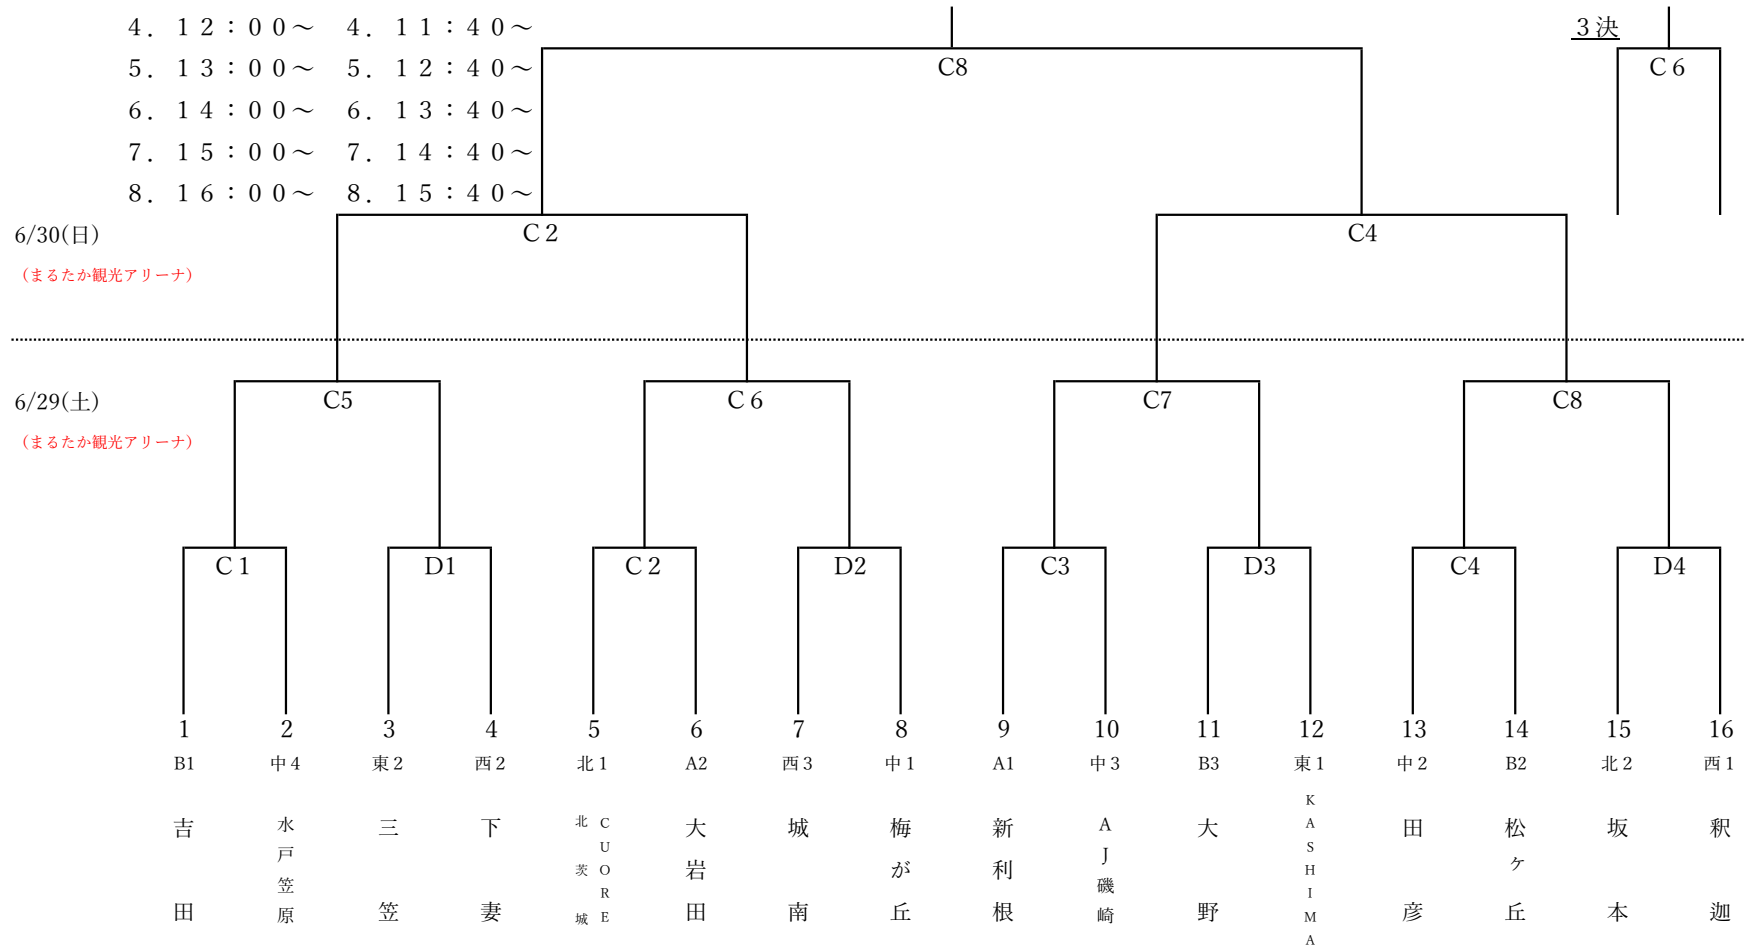 4．１２：００～　4．１１：４０～
3決
5．１３：００～　5．１２：４０～
C8
C 6
6．１４：００～　6．１３：４０～
7．１５：００～　7．１４：４０～
8．１６：００～　8．１５：４０～
6/30(日)
C 2
C4
（まるたか観光アリーナ）
6/29(土)
C5
C 6
C7
C8
（まるたか観光アリーナ）
C 1
D1
C 2
D2
C3
D3
C4
D4
1 2 3 4 5 6 7 8 9 10 11 12 13 14 15 16
B1 中4 東2 西2 北1 A2 西3 中1 A1 中3 B3 東1 中2 B2 北2 西1
吉田
水戸笠原
三笠
下妻
北茨城
CUORE
大岩田
城南
梅が丘
新利根
AJ磯崎
大野
KASHIMA
田彦
松ヶ丘
坂本
釈迦